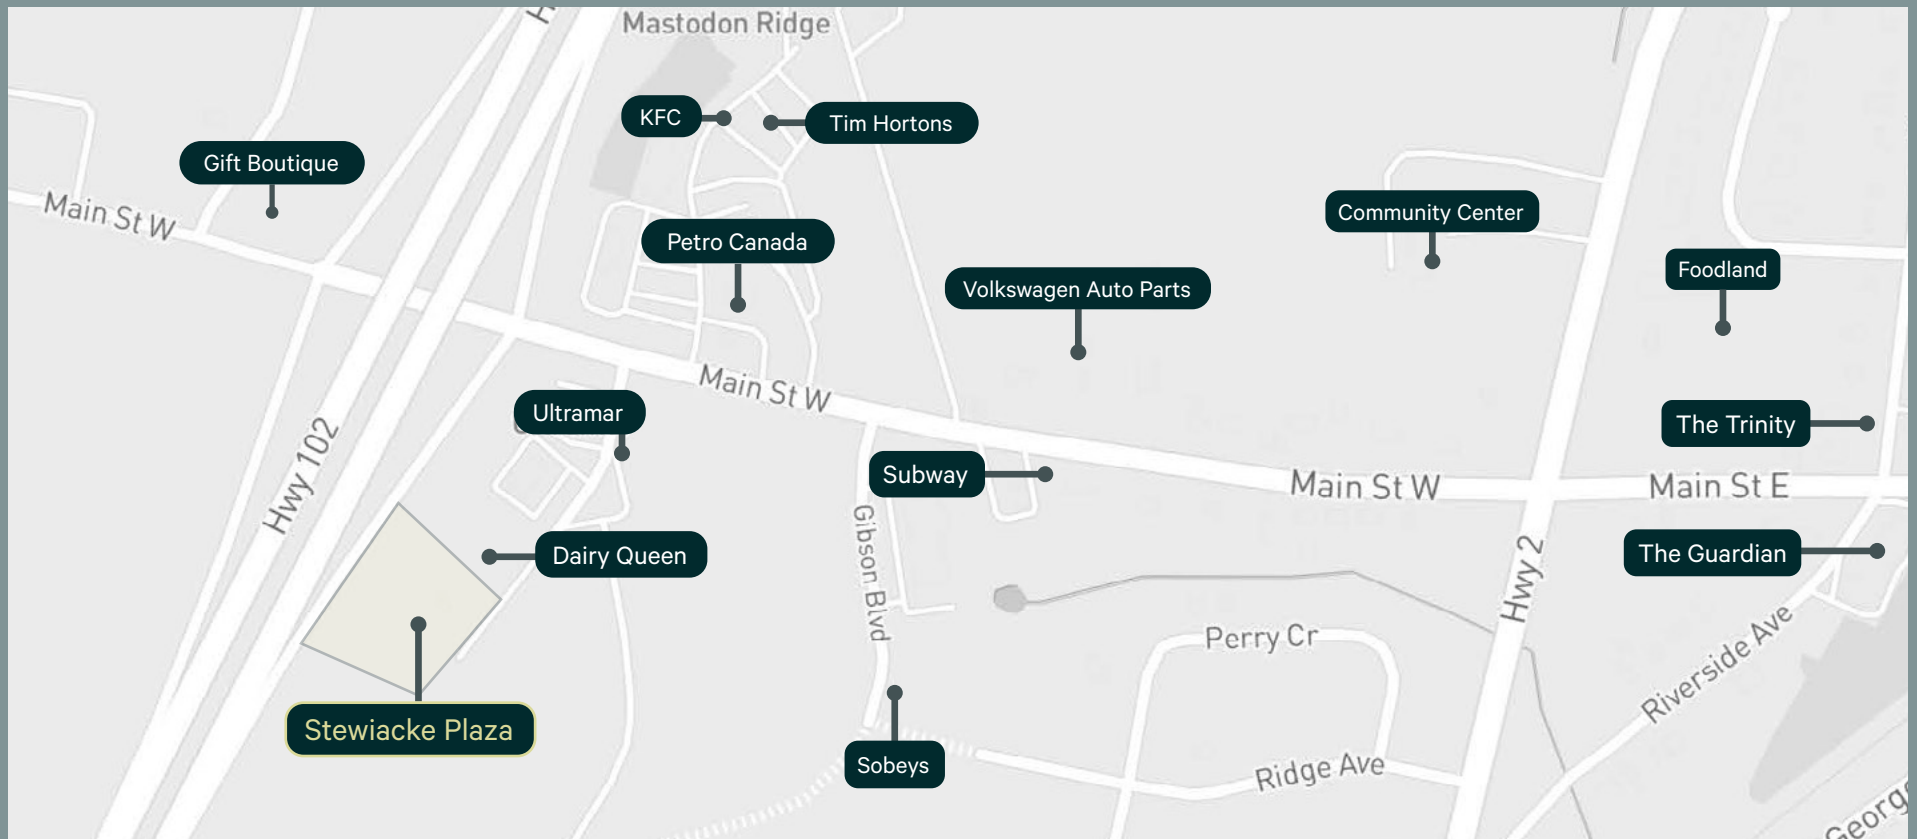 H
Mastodon Ridge
KFC
Tim Hortons
Gift Boutique
Main St W
Community Center
Petro Canada
Foodland
Volkswagen Auto Parts
Main St W
Ultramar
The Trinity
Hwy 102
Subway
Main St W
Main St E
Dairy Queen
Gibson Blvd
Hwy 2
The Guardian
Perry Cr
Riverside Ave
Stewiacke Plaza
Sobeys
Ridge Ave
George